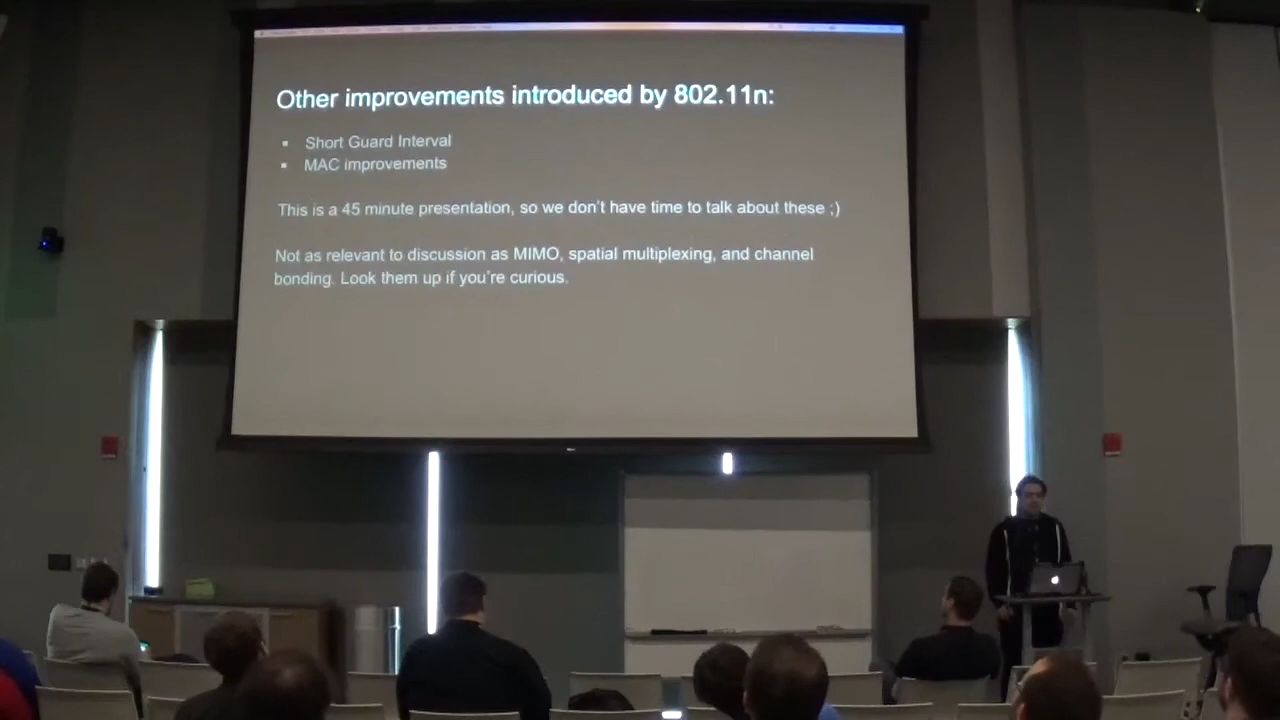 Other improvements introduced by 802.11n:
Short Guard Interval
MAC improvements
This is a 45 minute presentation, so we don't have time to talk about these ;)
Not as relevant to discussion as MIMO, spatial multiplexing, and channel
bonding. Look them up if you're curious.